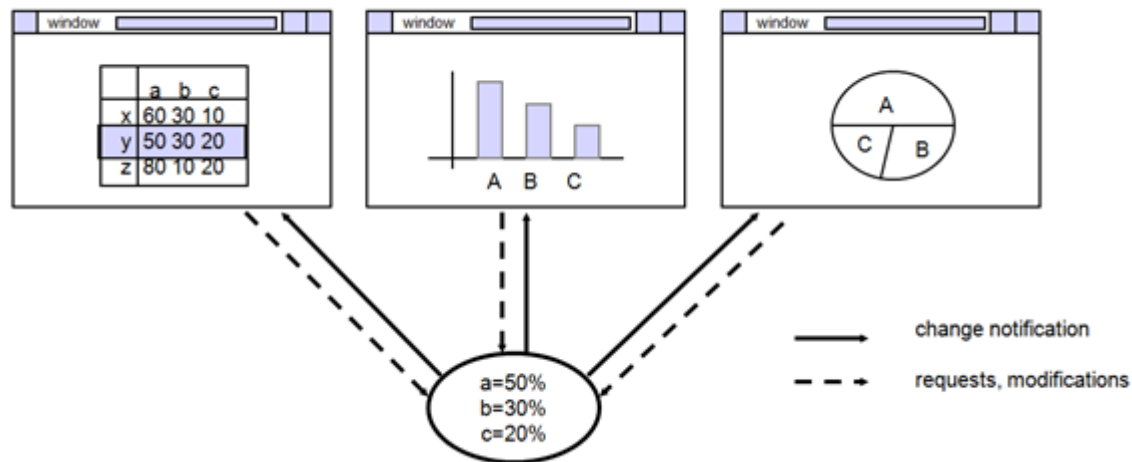 window
window
window
a b c
x 60 30 10
y 50 30 20
z 80 10 20
A B C
A
C B
a=50%
b=30%
c=20%
change notification
requests, modifications